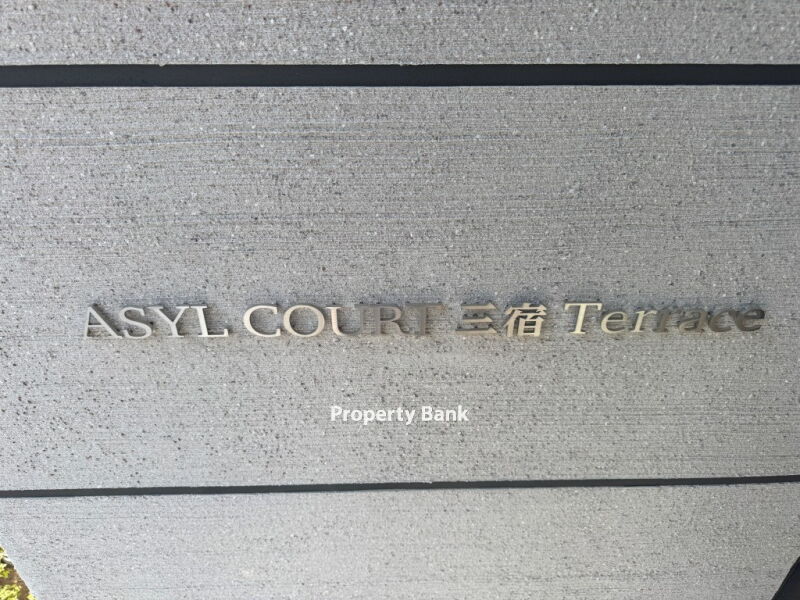 ASYL COURT 三宿 Terrace
Property Bank